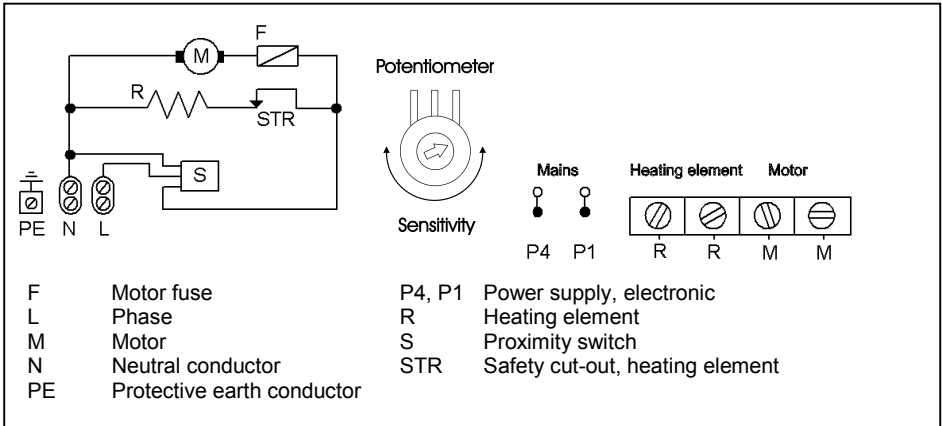 F
M
R
STR
S
PE N L
Potentiometer
Sensitivity
Mains
P4 P1
Heating element Motor
R R M M
F Motor fuse
L Phase
M Motor
N Neutral conductor
PE Protective earth conductor
P4, P1 Power supply, electronic
R Heating element
S Proximity switch
STR Safety cut-out, heating element